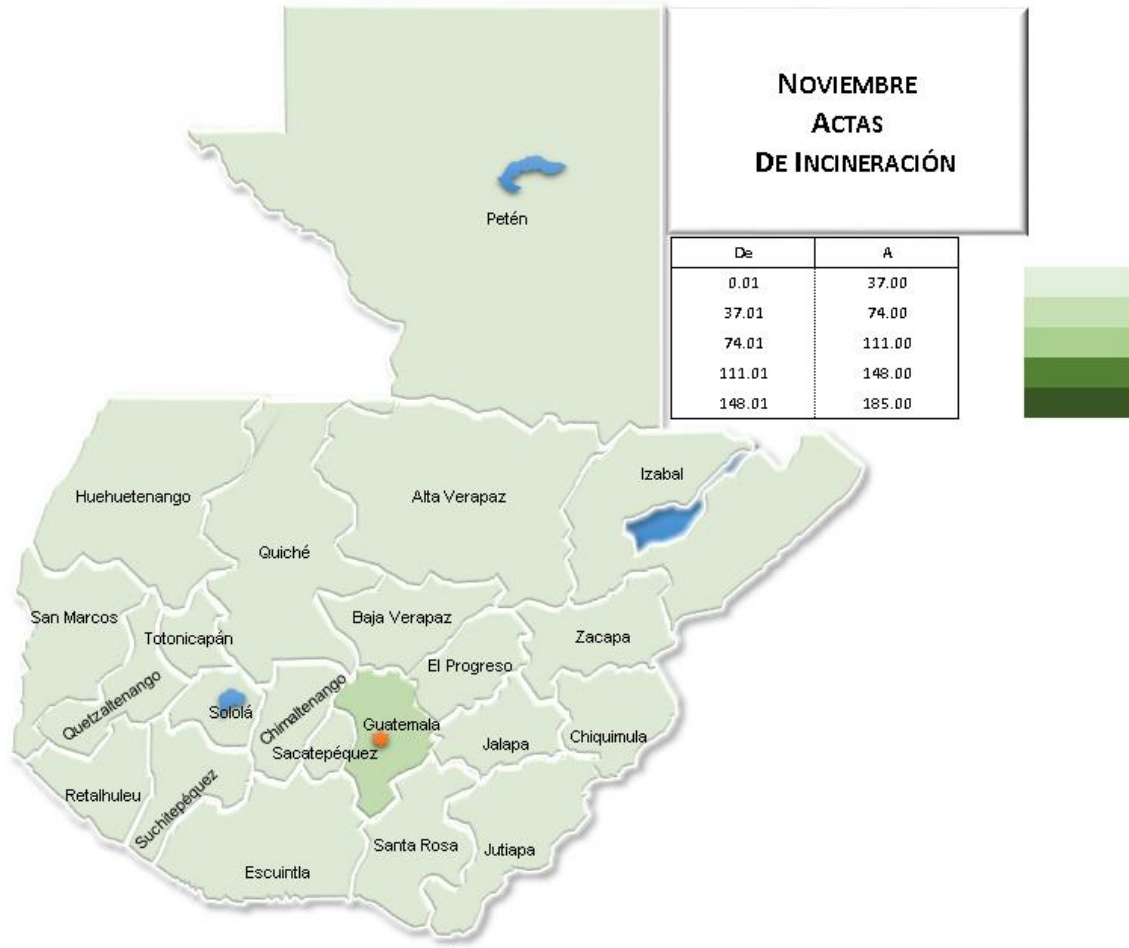 NOVIEMBRE
ACTAS
DE INCINERACIÓN
De A
0.01 37.00
37.01 74.00
74.01 111.00
111.01 148.00
148.01 185.00
Petén
Huehuetenango
Quiché
Alta Verapaz
Izabal
San Marcos
Totonicapán
Baja Verapaz
El Progreso
Zacapa
Quetzaltenango
Sololá
Chimaltenango
Sacatepéquez
Guatemala
Jalapa
Chiquimula
Retalhuleu
Suchitepéquez
Escuintla
Santa Rosa
Jutiapa